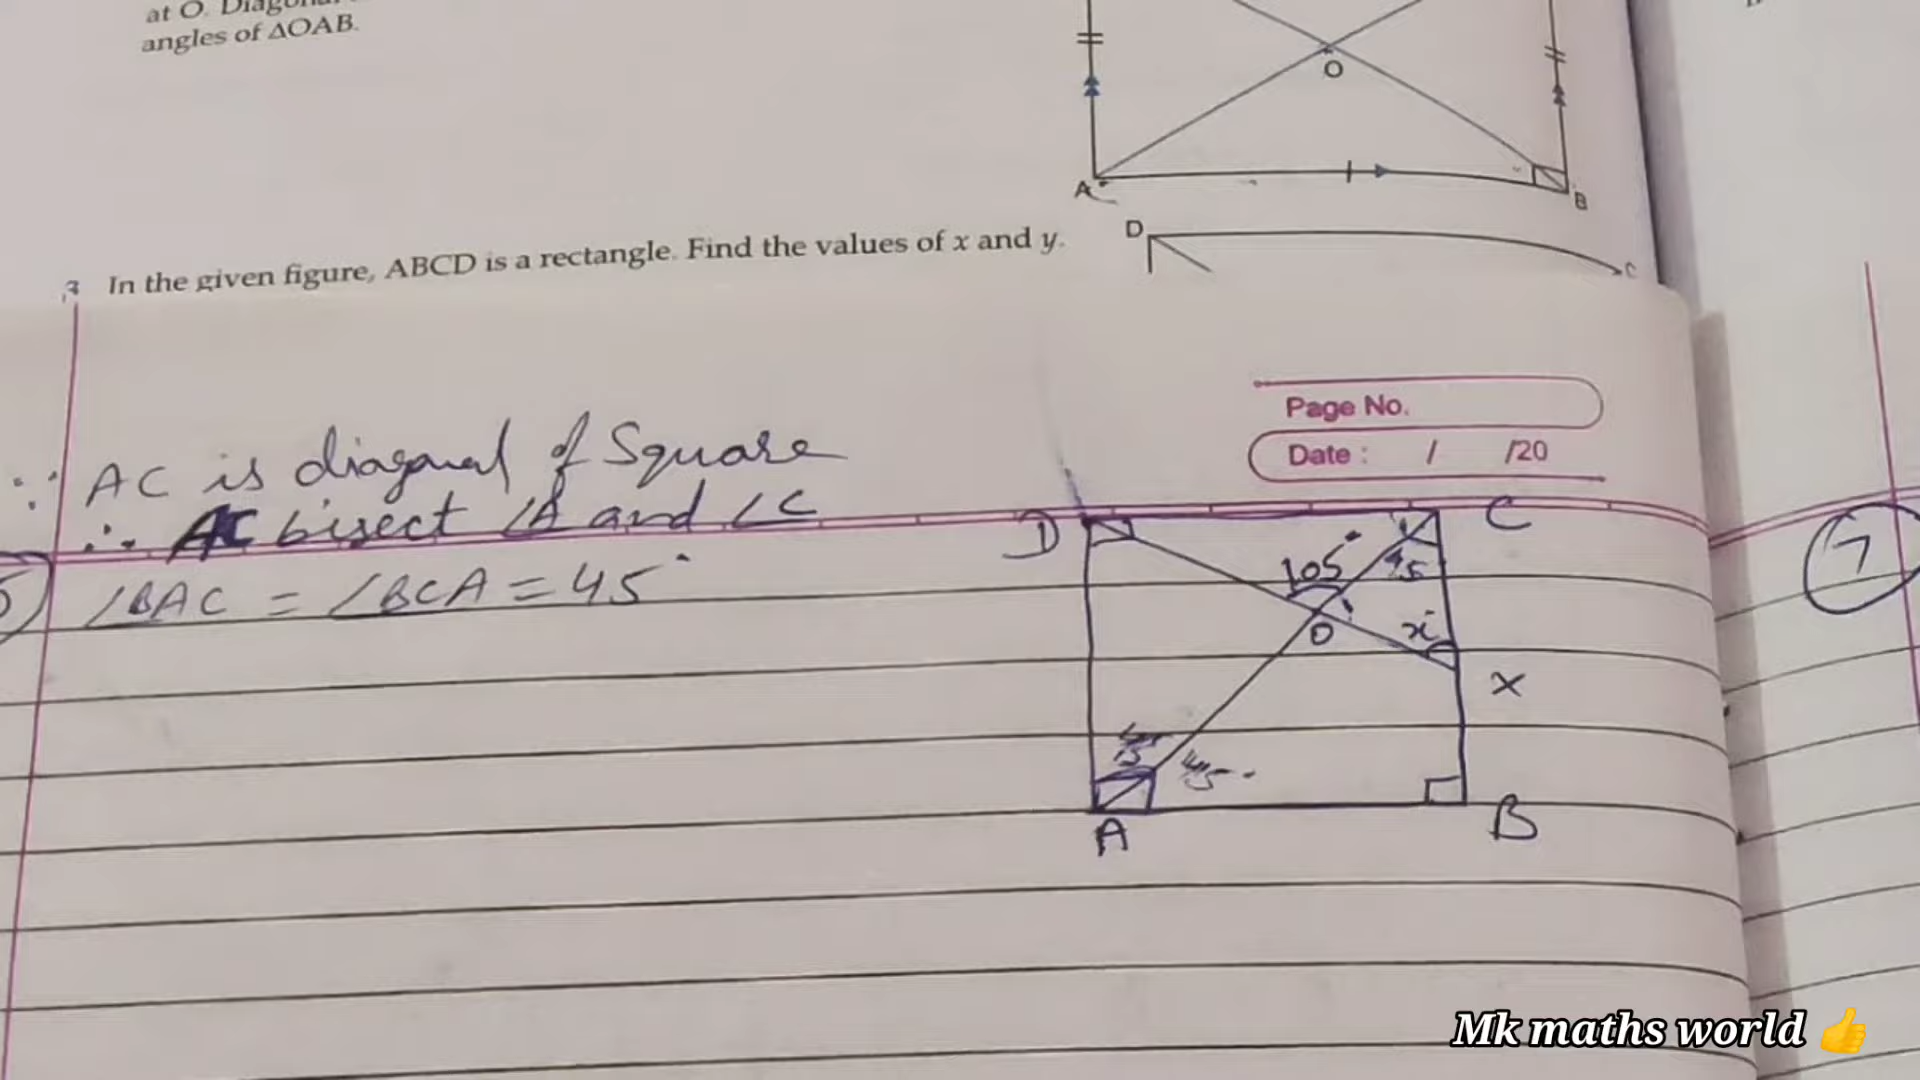 at O.
angles of ΔOAB.
O
A
B
D
C
3 In the given figure, ABCD is a rectangle. Find the values of x and y.
Page No.
Date : / /20
∵ AC is diagonal of Square
∴ AC bisect ∠A and ∠C
∠BAC = ∠BCA = 45°
D
C
105°
45
O
x°
X
45
45°
A
B
7
Mk maths world 👍